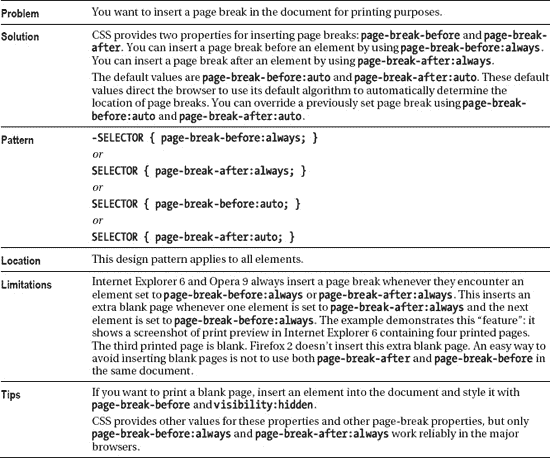 Problem You want to insert a page break in the document for printing purposes.
Solution CSS provides two properties for inserting page breaks: page-break-before and page-break-
after. You can insert a page break before an element by using page-break-before:always.
You can insert a page break after an element by using page-break-after:always.
The default values are page-break-before:auto and page-break-after:auto. These default
values direct the browser to use its default algorithm to automatically determine the
location of page breaks. You can override a previously set page break using page-break-
before:auto and page-break-after:auto.
Pattern -SELECTOR { page-break-before:always; }
or
SELECTOR { page-break-after:always; }
or
SELECTOR { page-break-before:auto; }
or
SELECTOR { page-break-after:auto; }
Location This design pattern applies to all elements.
Limitations Internet Explorer 6 and Opera 9 always insert a page break whenever they encounter an
element set to page-break-before:always or page-break-after:always. This inserts an
extra blank page whenever one element is set to page-break-after:always and the next
element is set to page-break-before:always. The example demonstrates this “feature”: it
shows a screenshot of print preview in Internet Explorer 6 containing four printed pages.
The third printed page is blank. Firefox 2 doesn't insert this extra blank page. An easy way to
avoid inserting blank pages is not to use both page-break-after and page-break-before in
the same document.
Tips If you want to print a blank page, insert an element into the document and style it with
page-break-before and visibility:hidden.
CSS provides other values for these properties and other page-break properties, but only
page-break-before:always and page-break-after:always work reliably in the major
browsers.